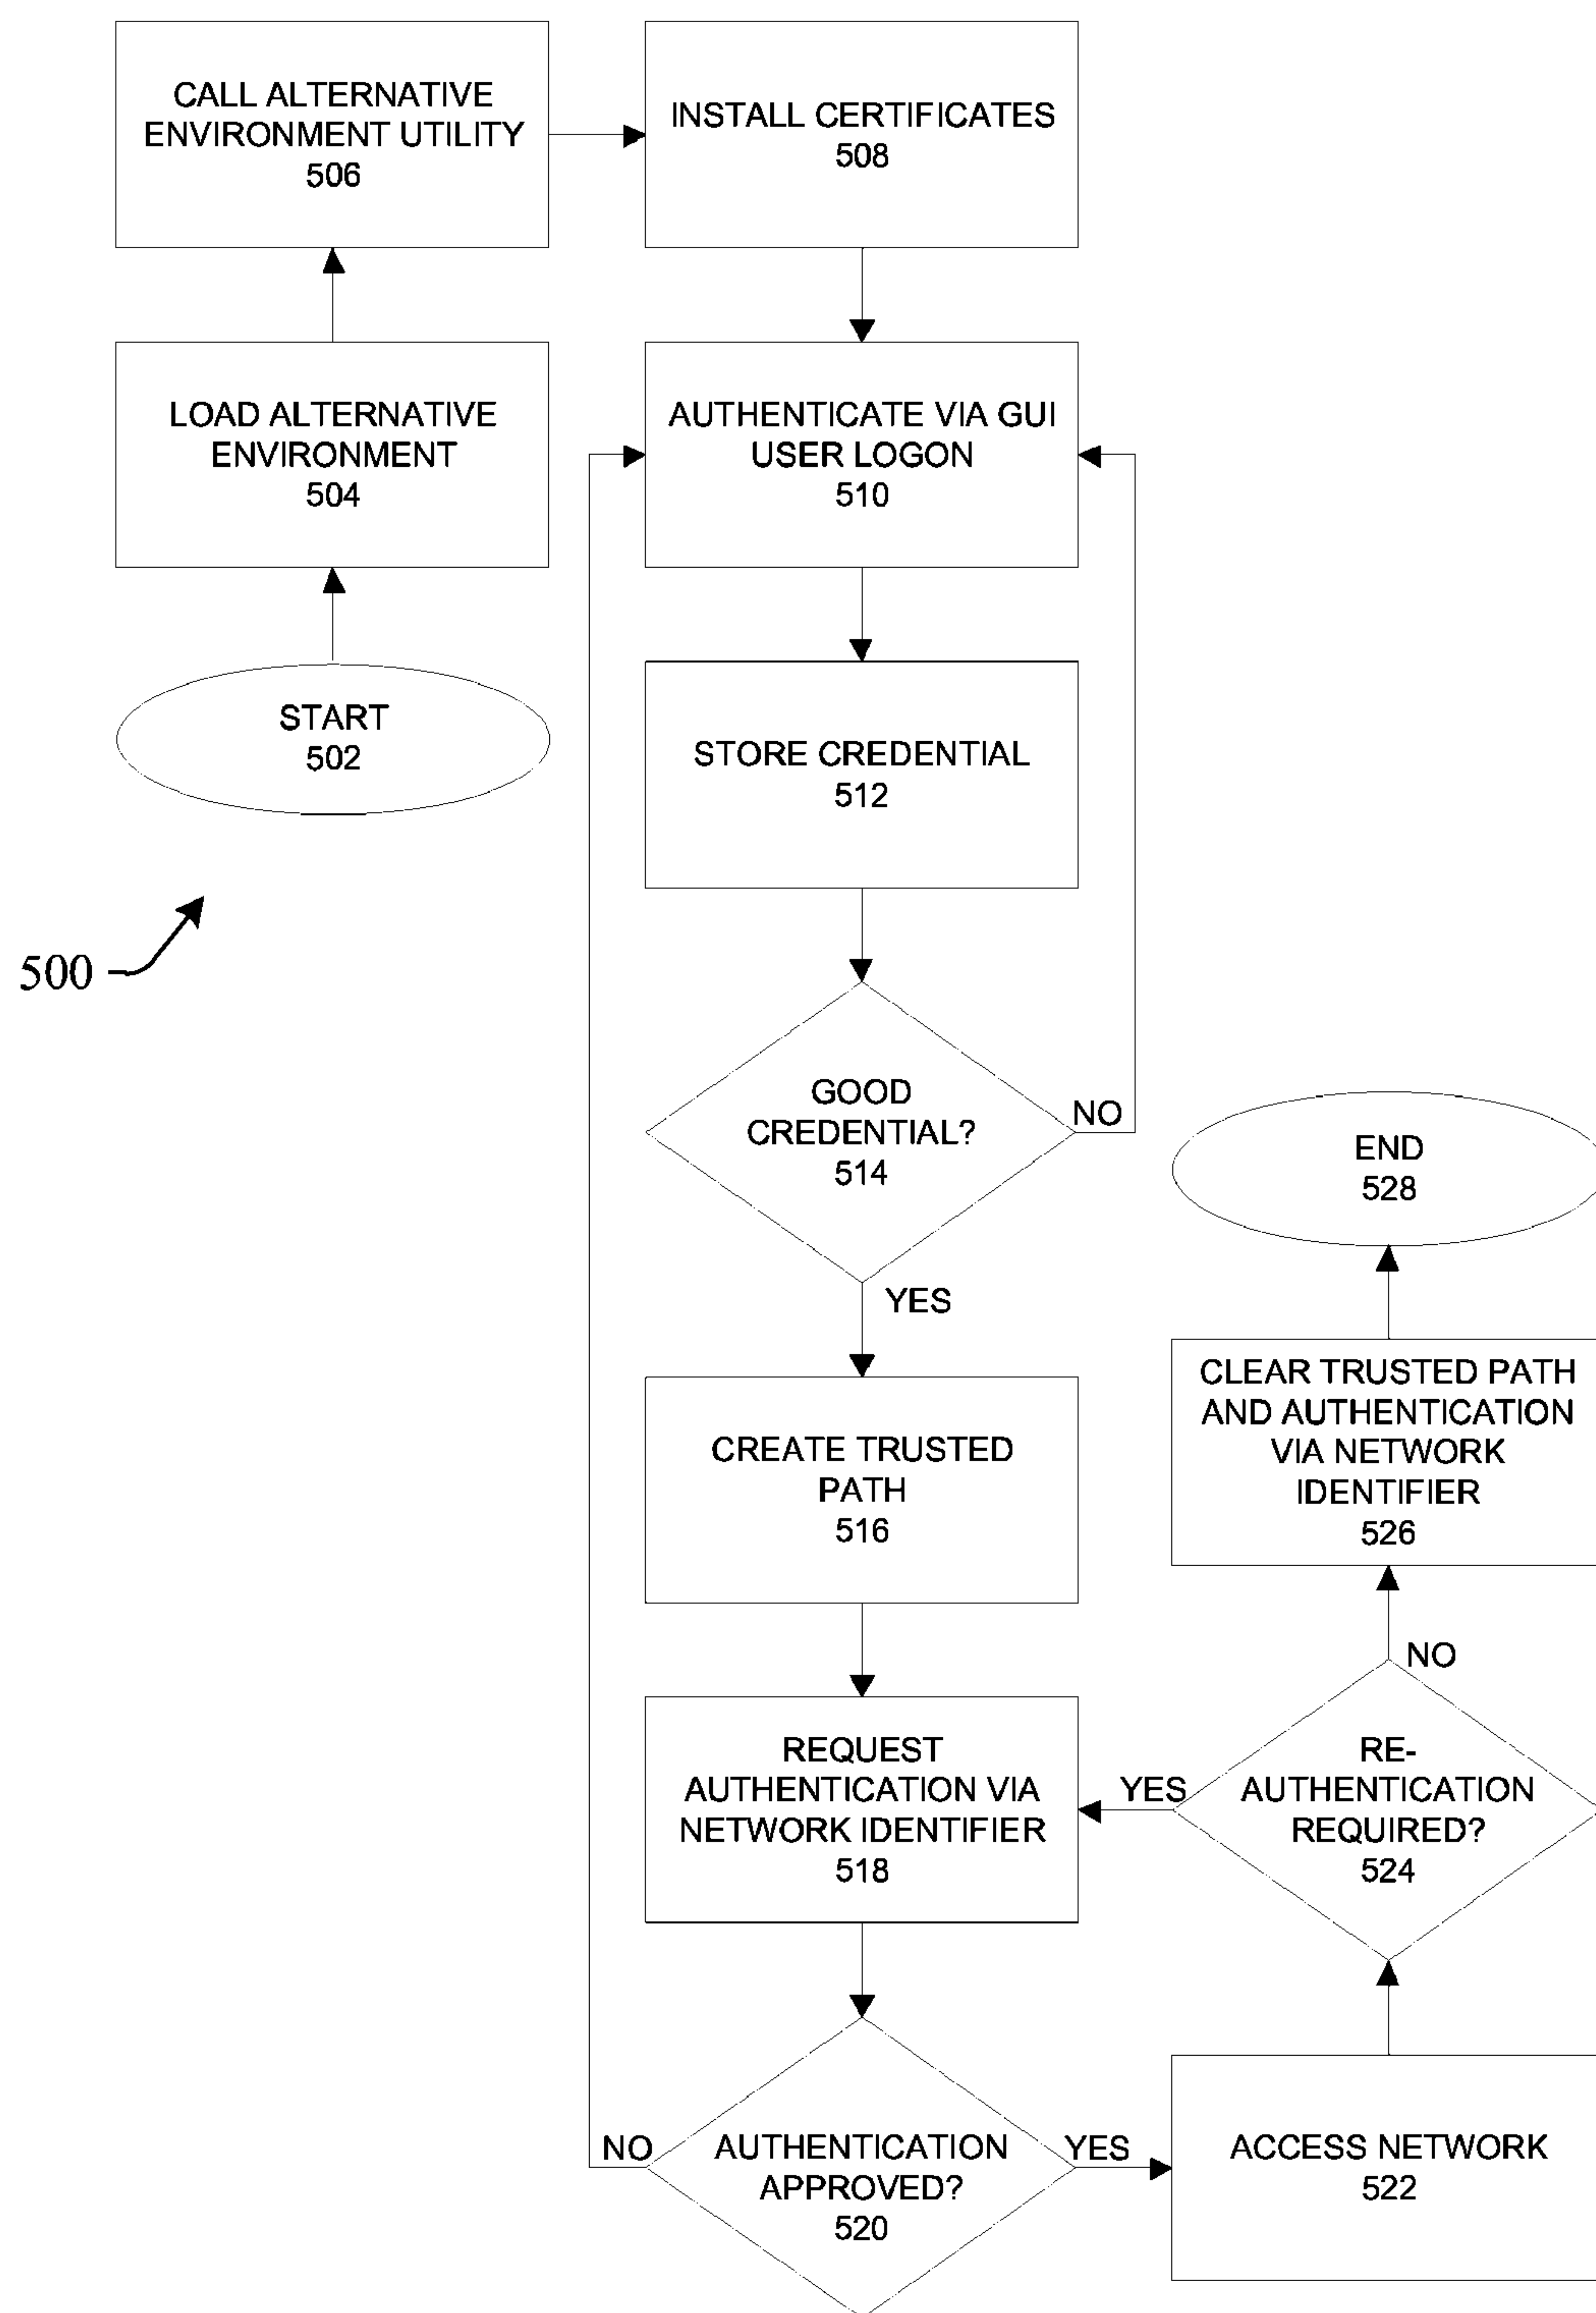 CALL ALTERNATIVE
ENVIRONMENT UTILITY
506
INSTALL CERTIFICATES
508
LOAD ALTERNATIVE
ENVIRONMENT
504
AUTHENTICATE VIA GUI
USER LOGON
510
START
502
STORE CREDENTIAL
512
500
GOOD
CREDENTIAL?
514
NO
YES
END
528
CREATE TRUSTED
PATH
516
CLEAR TRUSTED PATH
AND AUTHENTICATION
VIA NETWORK
IDENTIFIER
526
NO
REQUEST
AUTHENTICATION VIA
NETWORK IDENTIFIER
518
YES
RE-
AUTHENTICATION
REQUIRED?
524
NO
AUTHENTICATION
APPROVED?
520
YES
ACCESS NETWORK
522